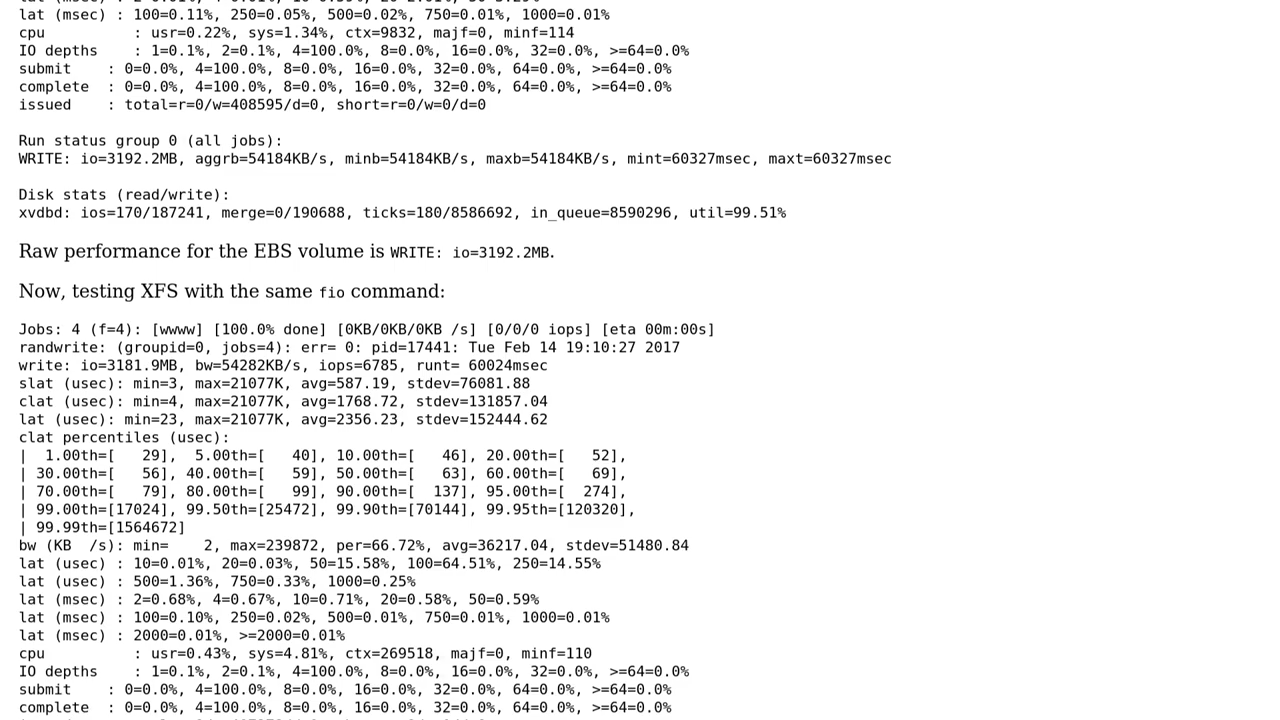 lat (msec) : 100=0.11%, 250=0.05%, 500=0.02%, 750=0.01%, 1000=0.01%
cpu          : usr=0.22%, sys=1.34%, ctx=9832, majf=0, minf=114
IO depths    : 1=0.1%, 2=0.1%, 4=100.0%, 8=0.0%, 16=0.0%, 32=0.0%, >=64=0.0%
submit    : 0=0.0%, 4=100.0%, 8=0.0%, 16=0.0%, 32=0.0%, 64=0.0%, >=64=0.0%
complete  : 0=0.0%, 4=100.0%, 8=0.0%, 16=0.0%, 32=0.0%, 64=0.0%, >=64=0.0%
issued    : total=r=0/w=408595/d=0, short=r=0/w=0/d=0
Run status group 0 (all jobs):
WRITE: io=3192.2MB, aggrb=54184KB/s, minb=54184KB/s, maxb=54184KB/s, mint=60327msec, maxt=60327msec
Disk stats (read/write):
xvdbd: ios=170/187241, merge=0/190688, ticks=180/8586692, in_queue=8590296, util=99.51%
Raw performance for the EBS volume is WRITE: io=3192.2MB.
Now, testing XFS with the same fio command:
Jobs: 4 (f=4): [wwww] [100.0% done] [0KB/0KB/0KB /s] [0/0/0 iops] [eta 00m:00s]
randwrite: (groupid=0, jobs=4): err= 0: pid=17441: Tue Feb 14 19:10:27 2017
write: io=3181.9MB, bw=54282KB/s, iops=6785, runt= 60024msec
slat (usec): min=3, max=21077K, avg=587.19, stdev=76081.88
clat (usec): min=4, max=21077K, avg=1768.72, stdev=131857.04
lat (usec): min=23, max=21077K, avg=2356.23, stdev=152444.62
clat percentiles (usec):
|  1.00th=[   29],  5.00th=[   40], 10.00th=[   46], 20.00th=[   52],
| 30.00th=[   56], 40.00th=[   59], 50.00th=[   63], 60.00th=[   69],
| 70.00th=[   79], 80.00th=[   99], 90.00th=[  137], 95.00th=[  274],
| 99.00th=[17024], 99.50th=[25472], 99.90th=[70144], 99.95th=[120320],
| 99.99th=[1564672]
bw (KB  /s): min=    2, max=239872, per=66.72%, avg=36217.04, stdev=51480.84
lat (usec) : 10=0.01%, 20=0.03%, 50=15.58%, 100=64.51%, 250=14.55%
lat (usec) : 500=1.36%, 750=0.33%, 1000=0.25%
lat (msec) : 2=0.68%, 4=0.67%, 10=0.71%, 20=0.58%, 50=0.59%
lat (msec) : 100=0.10%, 250=0.02%, 500=0.01%, 750=0.01%, 1000=0.01%
lat (msec) : 2000=0.01%, >=2000=0.01%
cpu          : usr=0.43%, sys=4.81%, ctx=269518, majf=0, minf=110
IO depths    : 1=0.1%, 2=0.1%, 4=100.0%, 8=0.0%, 16=0.0%, 32=0.0%, >=64=0.0%
submit    : 0=0.0%, 4=100.0%, 8=0.0%, 16=0.0%, 32=0.0%, 64=0.0%, >=64=0.0%
complete  : 0=0.0%, 4=100.0%, 8=0.0%, 16=0.0%, 32=0.0%, 64=0.0%, >=64=0.0%